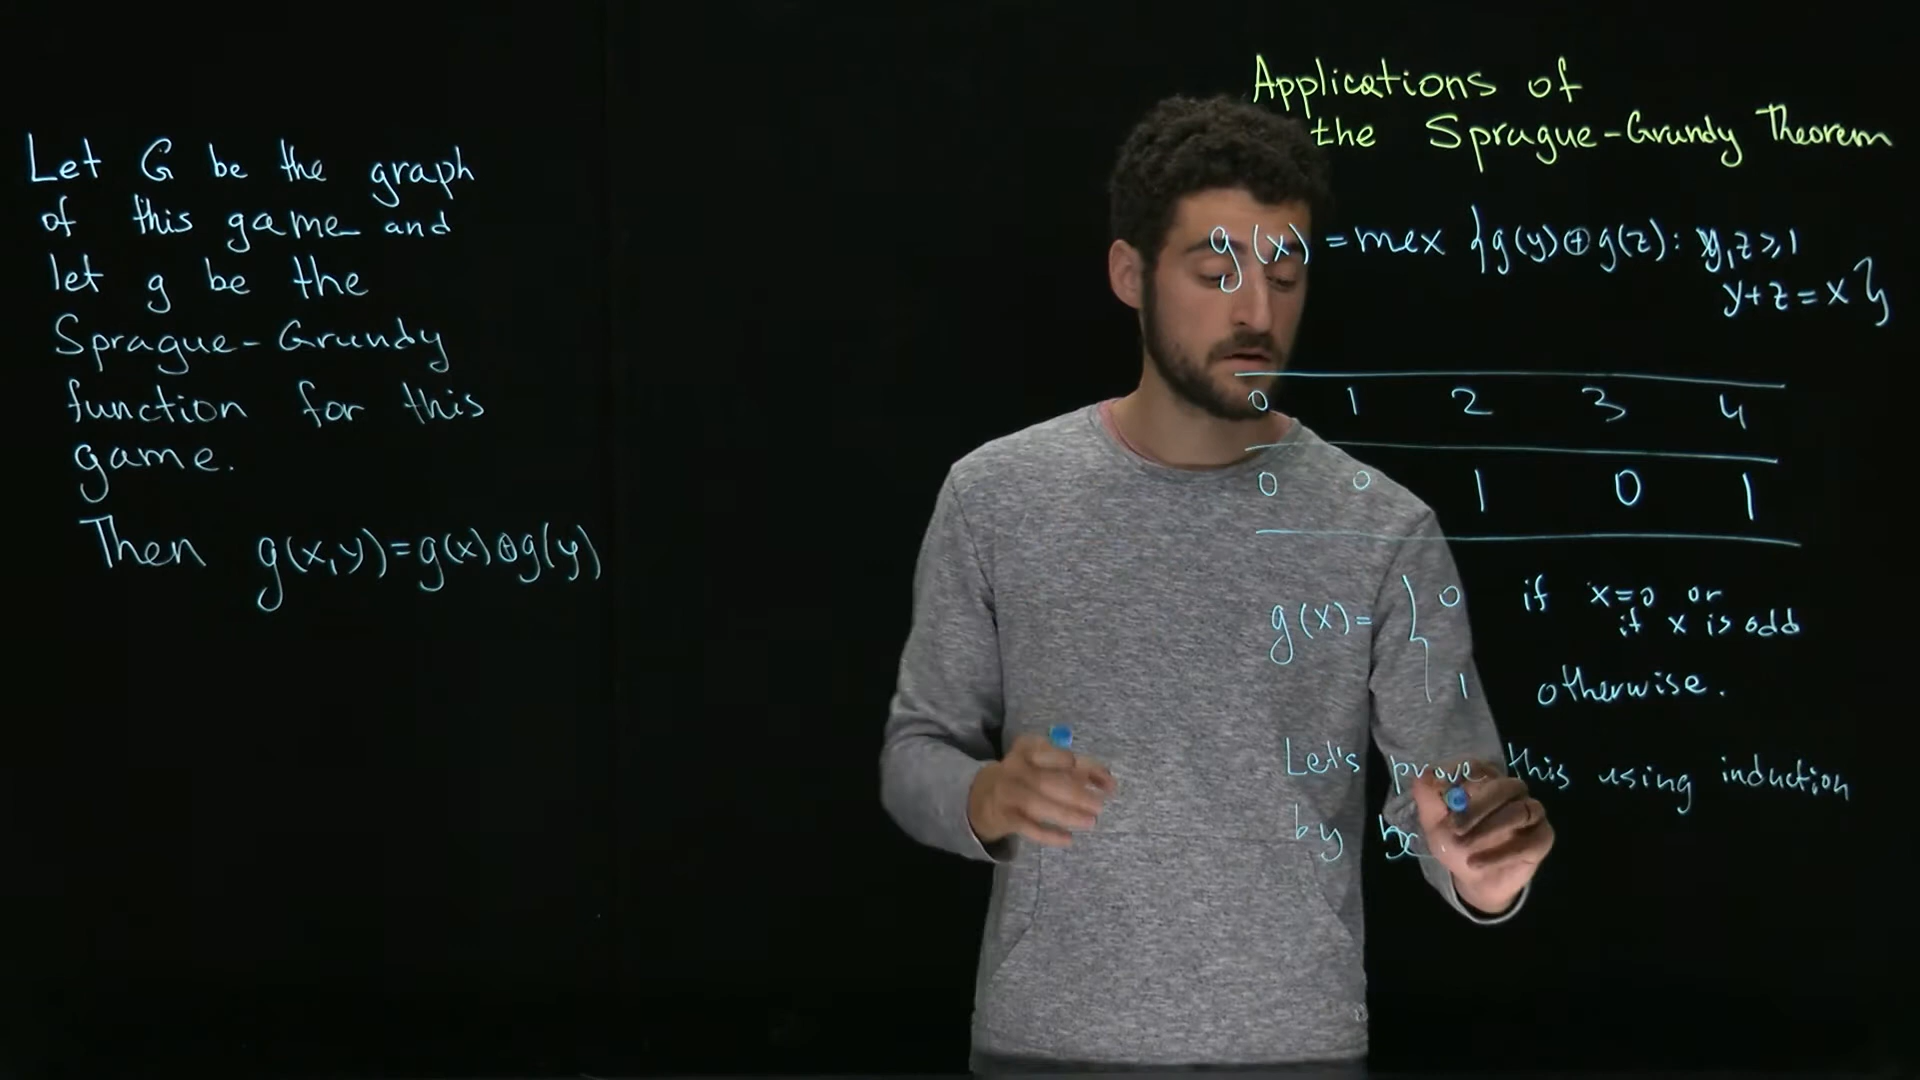 Let G be the graph
of this game and
let g be the
Sprague-Grundy
function for this
game.
Then g(x,y)=g(x)⊕g(y)
Applications of
the Sprague-Grundy Theorem
g(x) = mex {g(y)⊕g(z): y,z≥1
y+z=x}
0 1 2 3 4
0 0 1 0 1
g(x)= { 0 if x=0 or
if x is odd
1 otherwise.
Let's prove this using induction
by